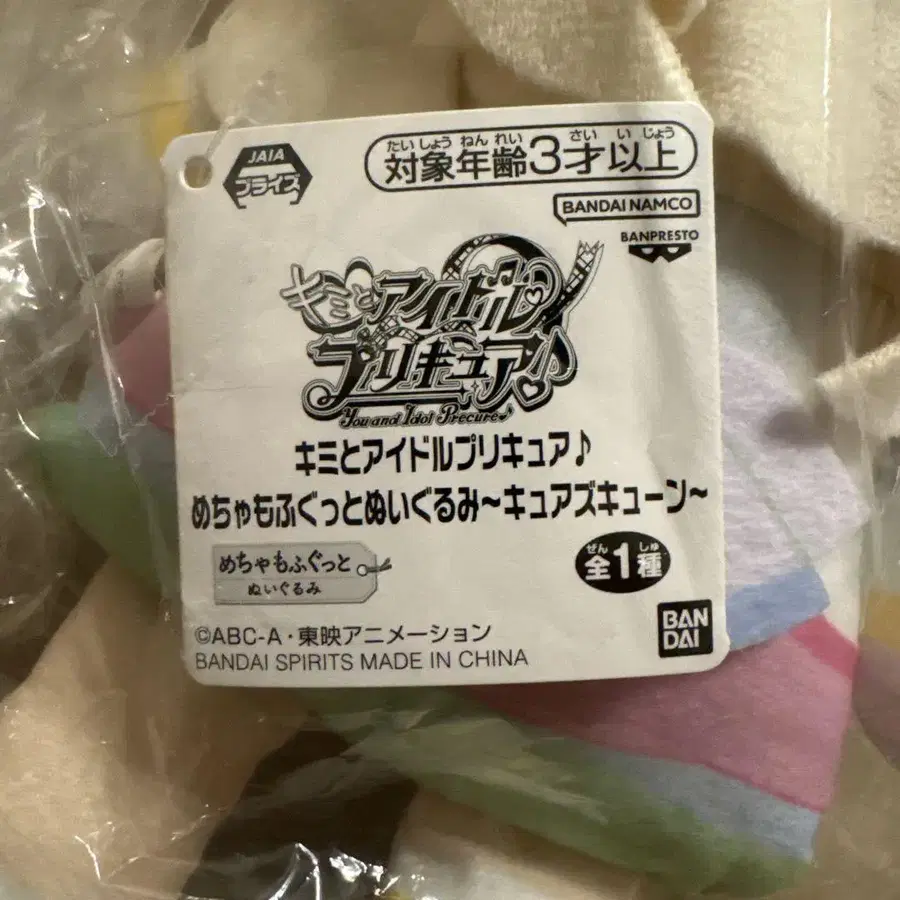 JAIA
プライズ
たいしょうねんれい さい いじょう
対象年齢3才以上
BANDAI NAMCO
BANPRESTO
キミとアイドル
プリキュア♪
You and Idol Precure♪
キミとアイドルプリキュア♪
めちゃもふぐっとぬいぐるみ~キュアズキューン~
めちゃもふぐっと
ぬいぐるみ
ぜん しゅ
全1種
©ABC-A・東映アニメーション
BANDAI SPIRITS MADE IN CHINA
BAN
DAI